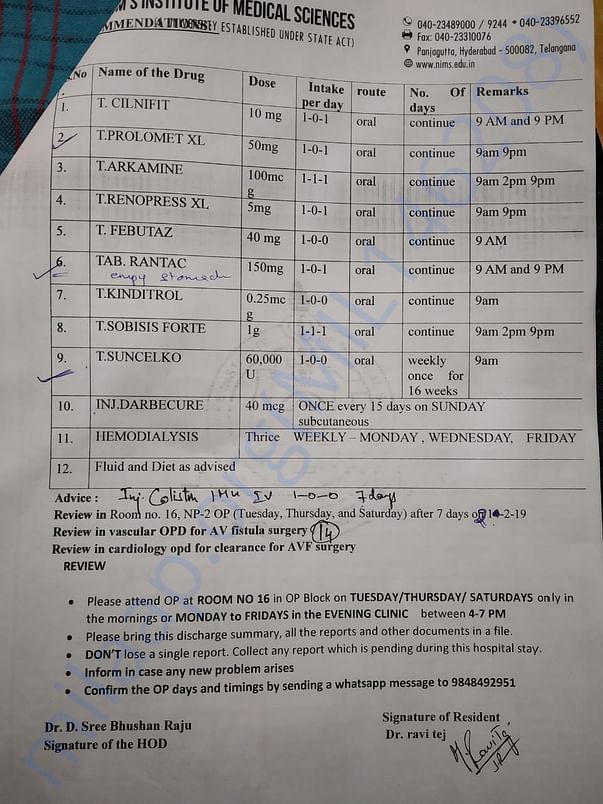 M'S INSTITUTE OF MEDICAL SCIENCES
MMENDATIONS: ESTABLISHED UNDER STATE ACT)
040-23489000 / 9244 * 040-23396552
Fax: 040-23310076
Panjagutta, Hyderabad - 500082, Telangana
www.nims.edu.in
.No Name of the Drug Dose Intake per day route No. Of days Remarks
1. T. CILNIFIT 10 mg 1-0-1 oral continue 9 AM and 9 PM
2. T.PROLOMET XL 50mg 1-0-1 oral continue 9am 9pm
3. T.ARKAMINE 100mcg 1-1-1 oral continue 9am 2pm 9pm
4. T.RENOPRESS XL 5mg 1-0-1 oral continue 9am 9pm
5. T. FEBUTAZ 40 mg 1-0-0 oral continue 9 AM
6. TAB. RANTAC 150mg 1-0-1 oral continue 9 AM and 9 PM
empy stomach
7. T.KINDITROL 0.25mcg 1-0-0 oral continue 9am
8. T.SOBISIS FORTE 1g 1-1-1 oral continue 9am 2pm 9pm
9. T.SUNCELKO 60,000 U 1-0-0 oral weekly once for 16 weeks 9am
10. INJ.DARBECURE 40 mcg ONCE every 15 days on SUNDAY subcutaneous
11. HEMODIALYSIS Thrice WEEKLY – MONDAY , WEDNESDAY, FRIDAY
12. Fluid and Diet as advised
Advice : Inj. Colistin 1MU IV 1-0-0 7days
Review in Room no. 16, NP-2 OP (Tuesday, Thursday, and Saturday) after 7 days -2-19
Review in vascular OPD for AV fistula surgery 14
Review in cardiology opd for clearance for AVF surgery
REVIEW
• Please attend OP at ROOM NO 16 in OP Block on TUESDAY/THURSDAY/ SATURDAYS only in
the mornings or MONDAY to FRIDAYS in the EVENING CLINIC between 4-7 PM
• Please bring this discharge summary, all the reports and other documents in a file.
• DON'T lose a single report. Collect any report which is pending during this hospital stay.
• Inform in case any new problem arises
• Confirm the OP days and timings by sending a whatsapp message to 9848492951
Dr. D. Sree Bhushan Raju
Signature of the HOD
Signature of Resident ,
Dr. ravi tej